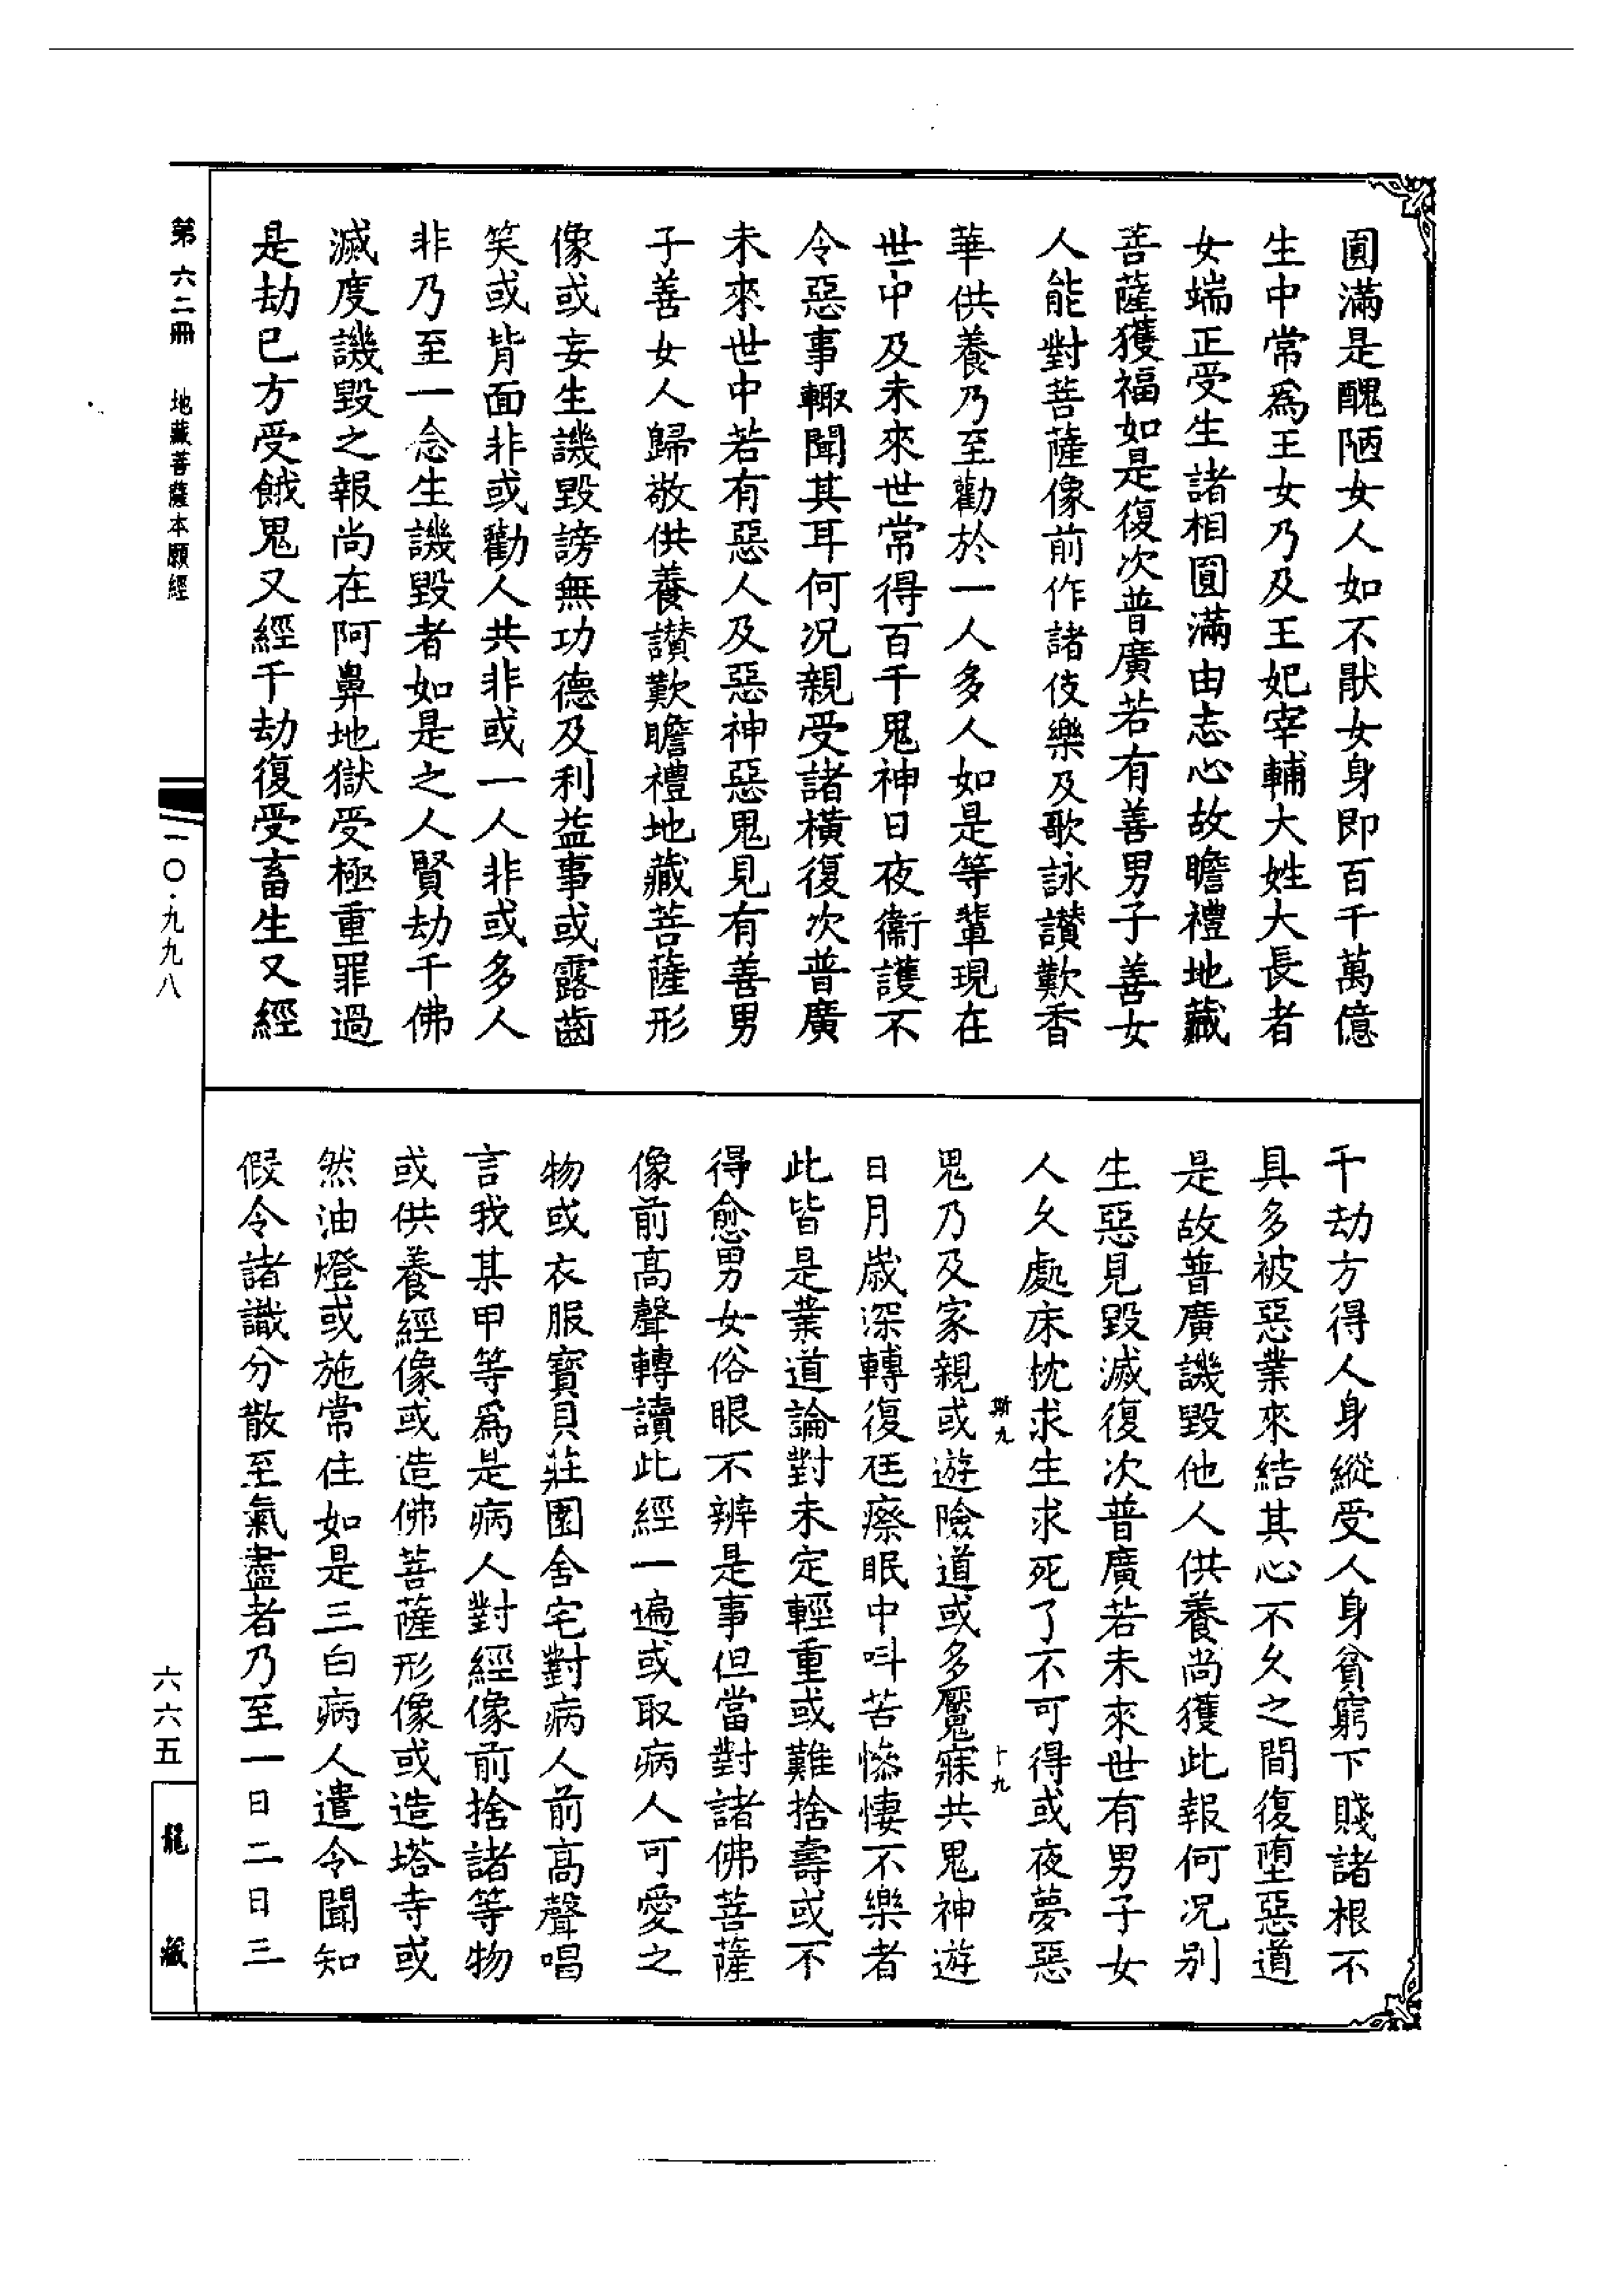 圓滿是醜陋女人如不猒女身即百千萬億
生中常爲王女乃及王妃宰輔大姓大長者
女端正受生諸相圓滿由志心故瞻禮地藏
菩薩獲福如是復次普廣若有善男子善女
人能對菩薩像前作諸伎樂及歌詠讃歎香
華供養乃至勸於一人多人如是等輩現在
世中及未來世常得百千鬼神日夜衞護不
令惡事輙聞其耳何況親受諸橫復次普廣
未來世中若有惡人及惡神惡鬼見有善男
子善女人歸敬供養讃歎瞻禮地藏菩薩形
像或妄生譏毀謗無功德及利益事或露齒
笑或背面非或勸人共非或一人非或多人
非乃至一念生譏毀者如是之人賢劫千佛
滅度譏毀之報尚在阿鼻地獄受極重罪過
是劫已方受餓鬼又經千劫復受畜生又經
千劫方得人身縱受人身貧窮下賤諸根不
具多被惡業來結其心不久之間復墮惡道
是故普廣譏毀他人供養尚獲此報何況別
生惡見毀滅復次普廣若未來世有男子女
人久處床枕求生求死了不可得或夜夢惡
鬼乃及家親或遊險道或多魘寐共鬼神遊
斯九
十九
日月歲深轉復尫瘵眠中呌苦慘悽不樂者
此皆是業道論對未定輕重或難捨壽或不
得愈男女俗眼不辨是事但當對諸佛菩薩
像前高聲轉讀此經一遍或取病人可愛之
物或衣服寶貝莊園舍宅對病人前高聲唱
言我某甲等爲是病人對經像前捨諸等物
或供養經像或造佛菩薩形像或造塔寺或
然油燈或施常住如是三白病人遣令聞知
假令諸識分散至氣盡者乃至一日二日三
第六二冊 地藏菩薩本願經
一〇·九九八
六六五
龍藏